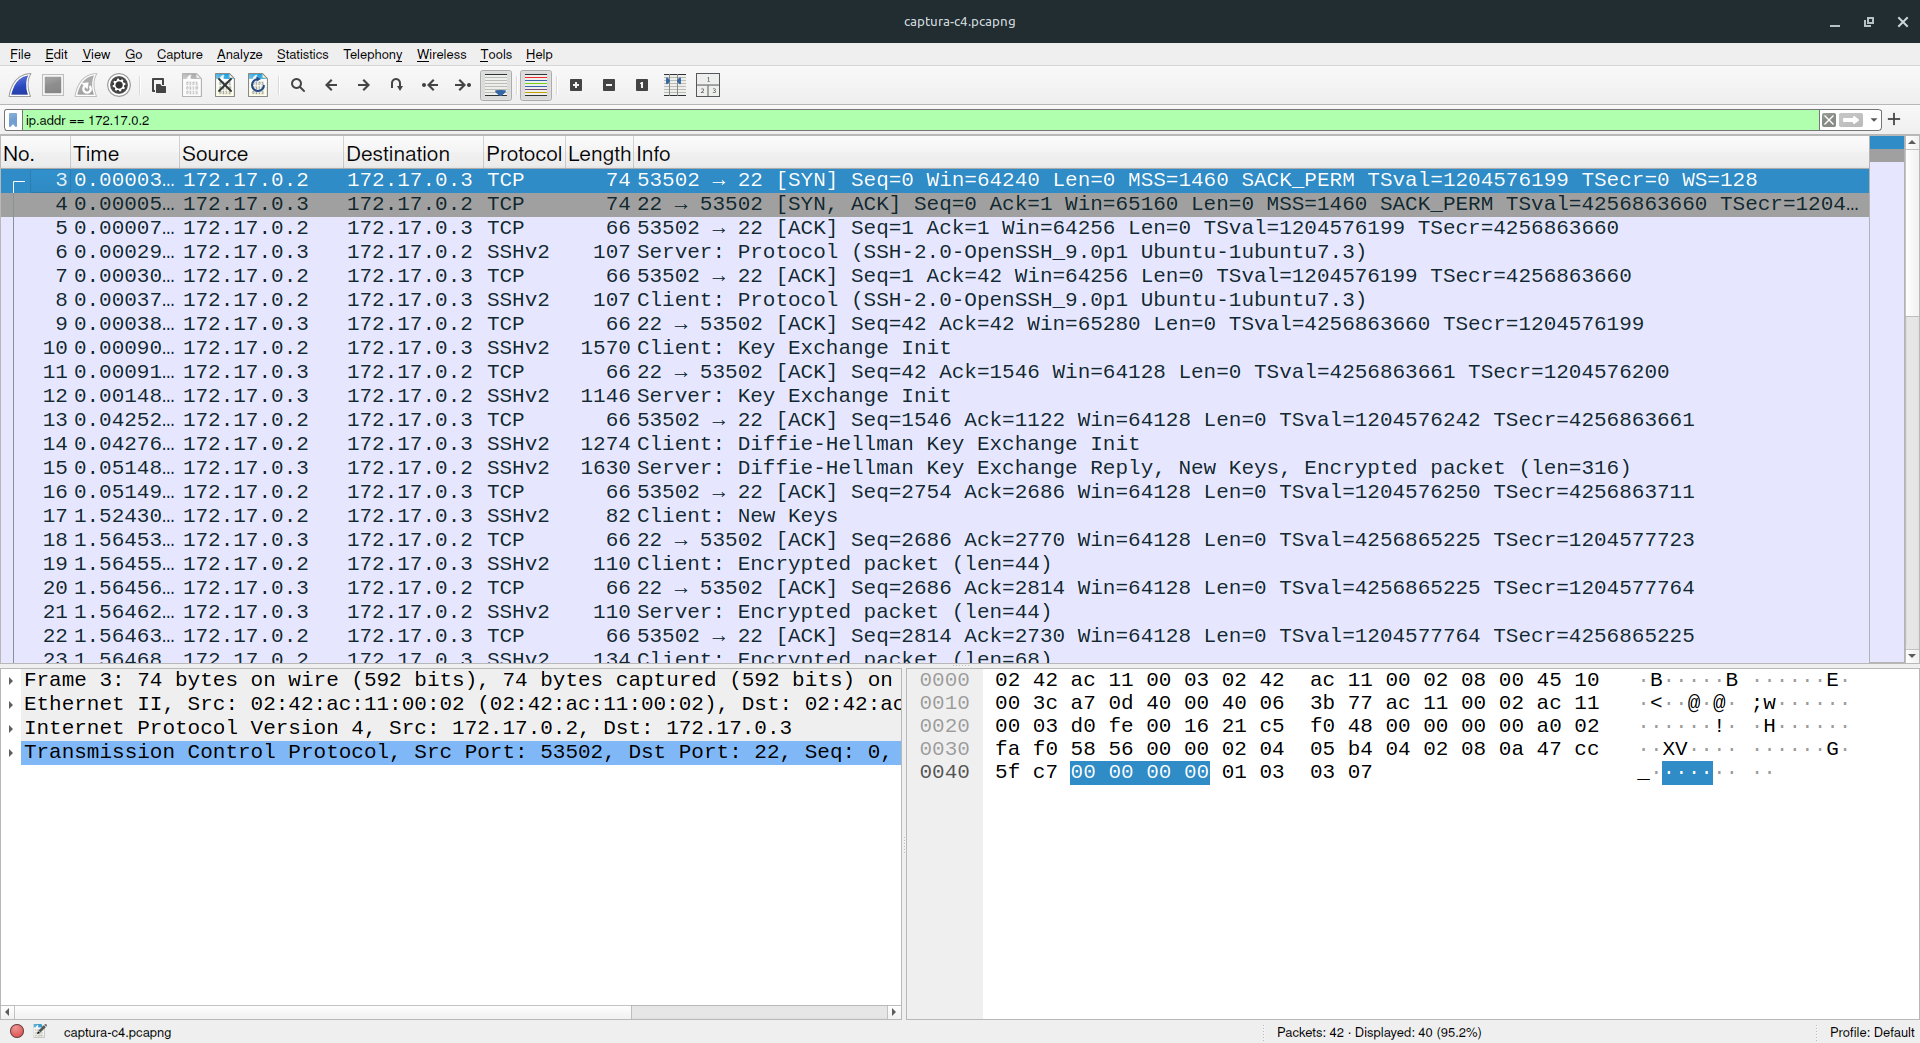 captura-c4.pcapng
File Edit View Go Capture Analyze Statistics Telephony Wireless Tools Help
ip.addr == 172.17.0.2
No. Time Source Destination Protocol Length Info
3 0.00003… 172.17.0.2 172.17.0.3 TCP 74 53502 → 22 [SYN] Seq=0 Win=64240 Len=0 MSS=1460 SACK_PERM TSval=1204576199 TSecr=0 WS=128
4 0.00005… 172.17.0.3 172.17.0.2 TCP 74 22 → 53502 [SYN, ACK] Seq=0 Ack=1 Win=65160 Len=0 MSS=1460 SACK_PERM TSval=4256863660 TSecr=1204…
5 0.00007… 172.17.0.2 172.17.0.3 TCP 66 53502 → 22 [ACK] Seq=1 Ack=1 Win=64256 Len=0 TSval=1204576199 TSecr=4256863660
6 0.00029… 172.17.0.3 172.17.0.2 SSHv2 107 Server: Protocol (SSH-2.0-OpenSSH_9.0p1 Ubuntu-1ubuntu7.3)
7 0.00030… 172.17.0.2 172.17.0.3 TCP 66 53502 → 22 [ACK] Seq=1 Ack=42 Win=64256 Len=0 TSval=1204576199 TSecr=4256863660
8 0.00037… 172.17.0.2 172.17.0.3 SSHv2 107 Client: Protocol (SSH-2.0-OpenSSH_9.0p1 Ubuntu-1ubuntu7.3)
9 0.00038… 172.17.0.3 172.17.0.2 TCP 66 22 → 53502 [ACK] Seq=42 Ack=42 Win=65280 Len=0 TSval=4256863660 TSecr=1204576199
10 0.00090… 172.17.0.2 172.17.0.3 SSHv2 1570 Client: Key Exchange Init
11 0.00091… 172.17.0.3 172.17.0.2 TCP 66 22 → 53502 [ACK] Seq=42 Ack=1546 Win=64128 Len=0 TSval=4256863661 TSecr=1204576200
12 0.00148… 172.17.0.3 172.17.0.2 SSHv2 1146 Server: Key Exchange Init
13 0.04252… 172.17.0.2 172.17.0.3 TCP 66 53502 → 22 [ACK] Seq=1546 Ack=1122 Win=64128 Len=0 TSval=1204576242 TSecr=4256863661
14 0.04276… 172.17.0.2 172.17.0.3 SSHv2 1274 Client: Diffie-Hellman Key Exchange Init
15 0.05148… 172.17.0.3 172.17.0.2 SSHv2 1630 Server: Diffie-Hellman Key Exchange Reply, New Keys, Encrypted packet (len=316)
16 0.05149… 172.17.0.2 172.17.0.3 TCP 66 53502 → 22 [ACK] Seq=2754 Ack=2686 Win=64128 Len=0 TSval=1204576250 TSecr=4256863711
17 1.52430… 172.17.0.2 172.17.0.3 SSHv2 82 Client: New Keys
18 1.56453… 172.17.0.3 172.17.0.2 TCP 66 22 → 53502 [ACK] Seq=2686 Ack=2770 Win=64128 Len=0 TSval=4256865225 TSecr=1204577723
19 1.56455… 172.17.0.2 172.17.0.3 SSHv2 110 Client: Encrypted packet (len=44)
20 1.56456… 172.17.0.3 172.17.0.2 TCP 66 22 → 53502 [ACK] Seq=2686 Ack=2814 Win=64128 Len=0 TSval=4256865225 TSecr=1204577764
21 1.56462… 172.17.0.3 172.17.0.2 SSHv2 110 Server: Encrypted packet (len=44)
22 1.56463… 172.17.0.2 172.17.0.3 TCP 66 53502 → 22 [ACK] Seq=2814 Ack=2730 Win=64128 Len=0 TSval=1204577764 TSecr=4256865225
23 1.56468… 172.17.0.2 172.17.0.3 SSHv2 134 Client: Encrypted packet (len=68)
Frame 3: 74 bytes on wire (592 bits), 74 bytes captured (592 bits) on
Ethernet II, Src: 02:42:ac:11:00:02 (02:42:ac:11:00:02), Dst: 02:42:ac
Internet Protocol Version 4, Src: 172.17.0.2, Dst: 172.17.0.3
Transmission Control Protocol, Src Port: 53502, Dst Port: 22, Seq: 0,
0000 02 42 ac 11 00 03 02 42 ac 11 00 02 08 00 45 10 ·B·····B ······E·
0010 00 3c a7 0d 40 00 40 06 3b 77 ac 11 00 02 ac 11 ·<··@·@· ;w······
0020 00 03 d0 fe 00 16 21 c5 f0 48 00 00 00 00 a0 02 ······!· ·H······
0030 fa f0 58 56 00 00 02 04 05 b4 04 02 08 0a 47 cc ··XV···· ······G·
0040 5f c7 00 00 00 00 01 03 03 07 _······· ··
captura-c4.pcapng
Packets: 42 · Displayed: 40 (95.2%)
Profile: Default